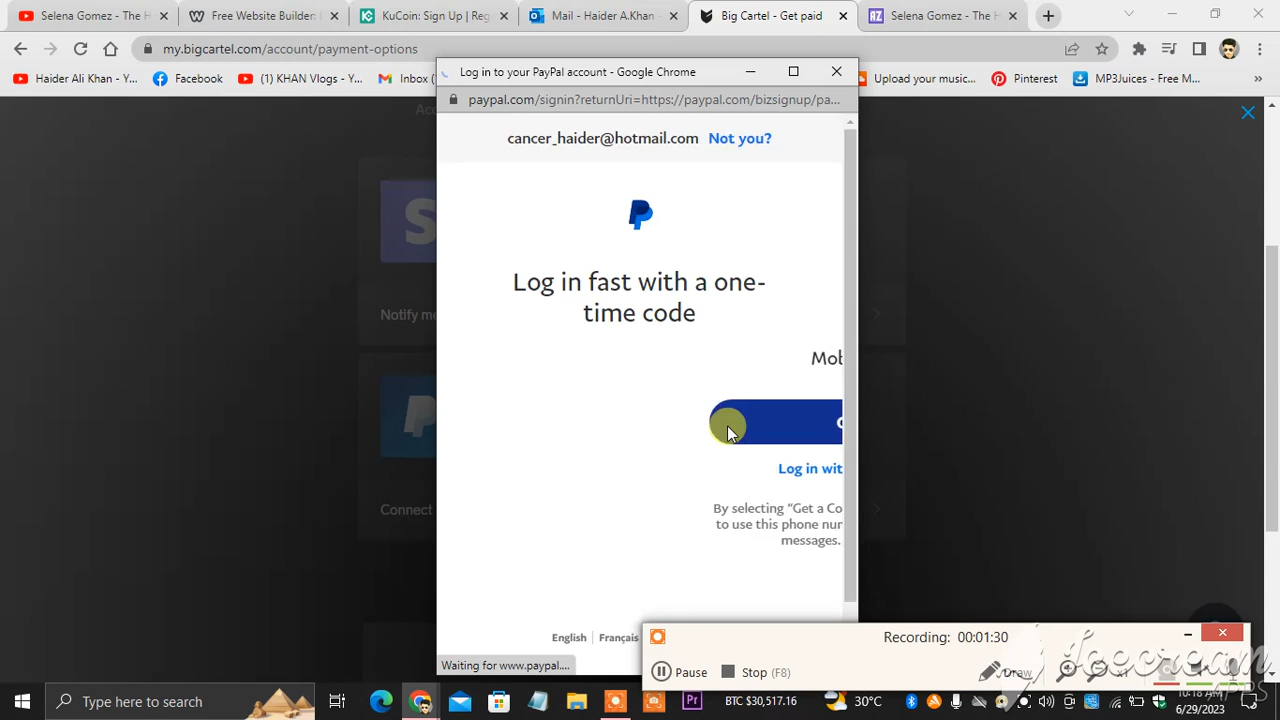 Selena Gomez - The H
Free Website Builder:
KuCoin: Sign Up | Reg
Mail - Haider A.Khan -
Big Cartel - Get paid
Selena Gomez - The H
my.bigcartel.com/account/payment-options
Haider Ali Khan - Y...
Facebook
(1) KHAN Vlogs - Y...
Inbox (
Upload your music...
Pinterest
MP3Juices - Free M...
Log in to your PayPal account - Google Chrome
paypal.com/signin?returnUri=https://paypal.com/bizsignup/pa...
cancer_haider@hotmail.com Not you?
Log in fast with a one-
time code
Mob
Notify me
Log in wit
Connect
By selecting "Get a Co
to use this phone nur
messages.
English
Français
Waiting for www.paypal....
Recording: 00:01:30
Pause
Stop (F8)
Draw
x1
Icecream
APPS
Type here to search
Pr
BTC $30,517.16
30°C
10:18 AM
6/29/2023